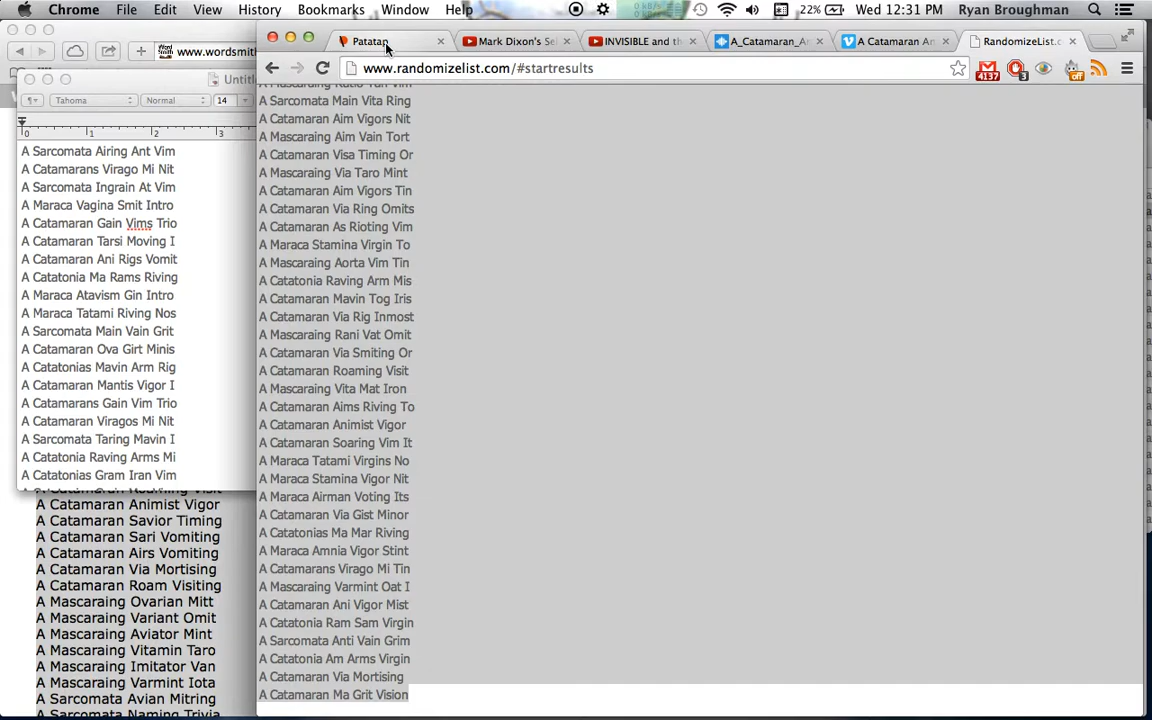 Chrome File Edit View History Bookmarks Window Help 22% Wed 12:31 PM Ryan Broughman
Patatap Mark Dixon's Se INVISIBLE and th A_Catamaran_Ar A Catamaran An RandomizeList.c
www.wordsmith
www.randomizelist.com/#startresults 4137 3 off
Untitl
Tahoma Normal 14
0 1 2 3
A Sarcomata Airing Ant Vim
A Catamarans Virago Mi Nit
A Sarcomata Ingrain At Vim
A Maraca Vagina Smit Intro
A Catamaran Gain Vims Trio
A Catamaran Tarsi Moving I
A Catamaran Ani Rigs Vomit
A Catatonia Ma Rams Riving
A Maraca Atavism Gin Intro
A Maraca Tatami Riving Nos
A Sarcomata Main Vain Grit
A Catamaran Ova Girt Minis
A Catatonias Mavin Arm Rig
A Catamaran Mantis Vigor I
A Catamarans Gain Vim Trio
A Catamaran Viragos Mi Nit
A Sarcomata Taring Mavin I
A Catatonia Raving Arms Mi
A Catatonias Gram Iran Vim
A Catamaran Animist Vigor
A Catamaran Savior Timing
A Catamaran Sari Vomiting
A Catamaran Airs Vomiting
A Catamaran Via Mortising
A Catamaran Roam Visiting
A Mascaraing Ovarian Mitt
A Mascaraing Variant Omit
A Mascaraing Aviator Mint
A Mascaraing Vitamin Taro
A Mascaraing Imitator Van
A Mascaraing Varmint Iota
A Sarcomata Avian Mitring
A Sarcomata Naming Trivia
A Sarcomata Main Vita Ring
A Catamaran Aim Vigors Nit
A Mascaraing Aim Vain Tort
A Catamaran Visa Timing Or
A Mascaraing Via Taro Mint
A Catamaran Aim Vigors Tin
A Catamaran Via Ring Omits
A Catamaran As Rioting Vim
A Maraca Stamina Virgin To
A Mascaraing Aorta Vim Tin
A Catatonia Raving Arm Mis
A Catamaran Mavin Tog Iris
A Catamaran Via Rig Inmost
A Mascaraing Rani Vat Omit
A Catamaran Via Smiting Or
A Catamaran Roaming Visit
A Mascaraing Vita Mat Iron
A Catamaran Aims Riving To
A Catamaran Animist Vigor
A Catamaran Soaring Vim It
A Maraca Tatami Virgins No
A Maraca Stamina Vigor Nit
A Maraca Airman Voting Its
A Catamaran Via Gist Minor
A Catatonias Ma Mar Riving
A Maraca Amnia Vigor Stint
A Catamarans Virago Mi Tin
A Mascaraing Varmint Oat I
A Catamaran Ani Vigor Mist
A Catatonia Ram Sam Virgin
A Sarcomata Anti Vain Grim
A Catatonia Am Arms Virgin
A Catamaran Via Mortising
A Catamaran Ma Grit Vision